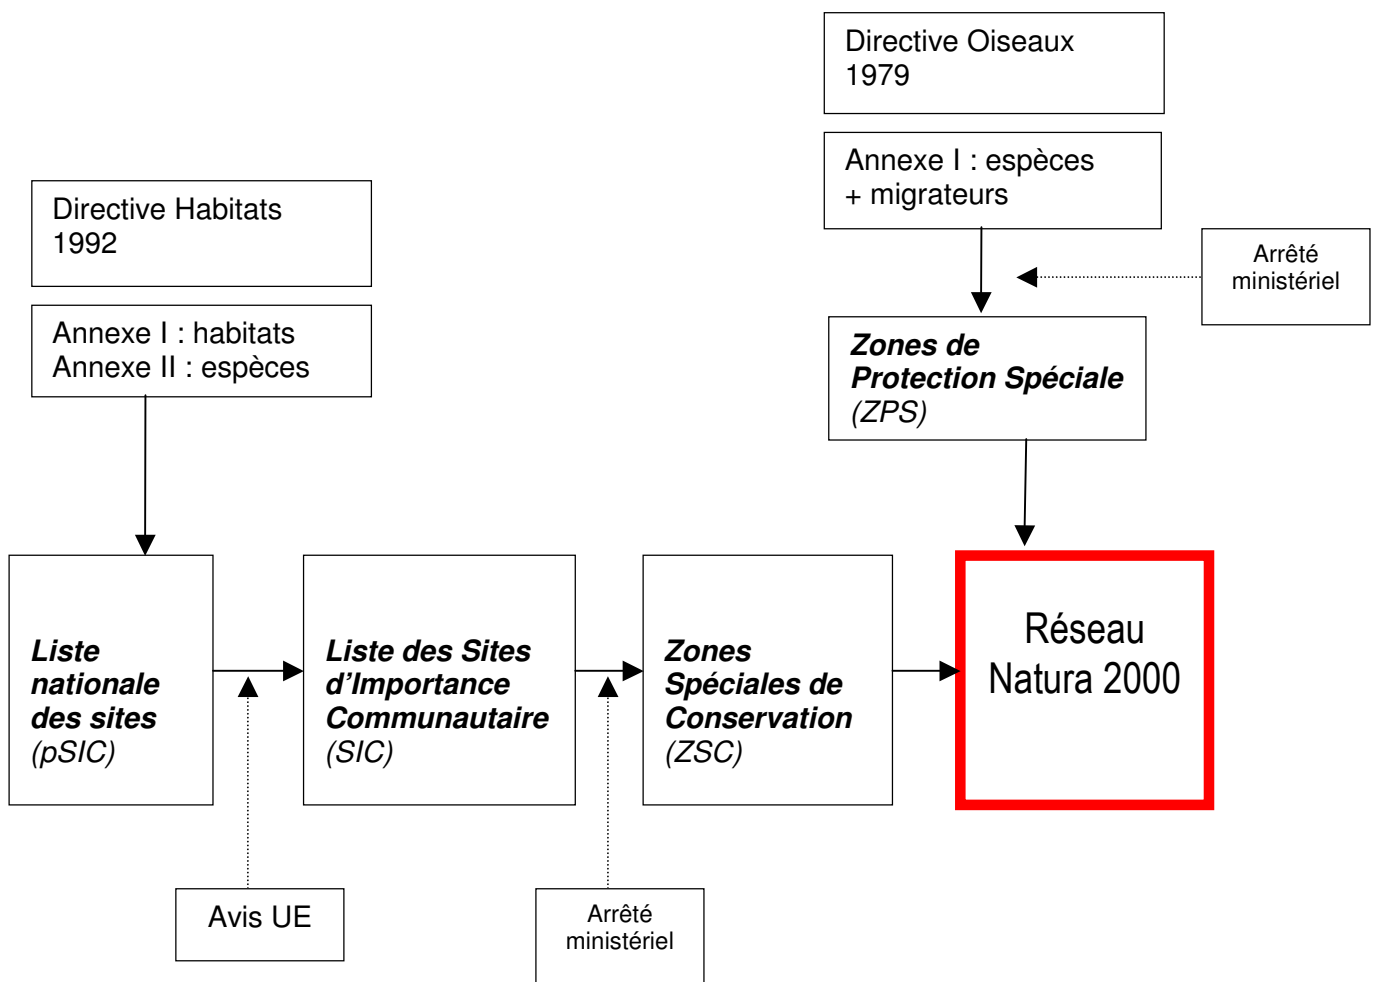 Directive Oiseaux
1979
Annexe I : espèces
+ migrateurs
Arrêté
ministériel
Directive Habitats
1992
Annexe I : habitats
Annexe II : espèces
Zones de
Protection Spéciale
(ZPS)
Liste
nationale
des sites
(pSIC)
Liste des Sites
d’Importance
Communautaire
(SIC)
Zones
Spéciales de
Conservation
(ZSC)
Réseau
Natura 2000
Avis UE
Arrêté
ministériel